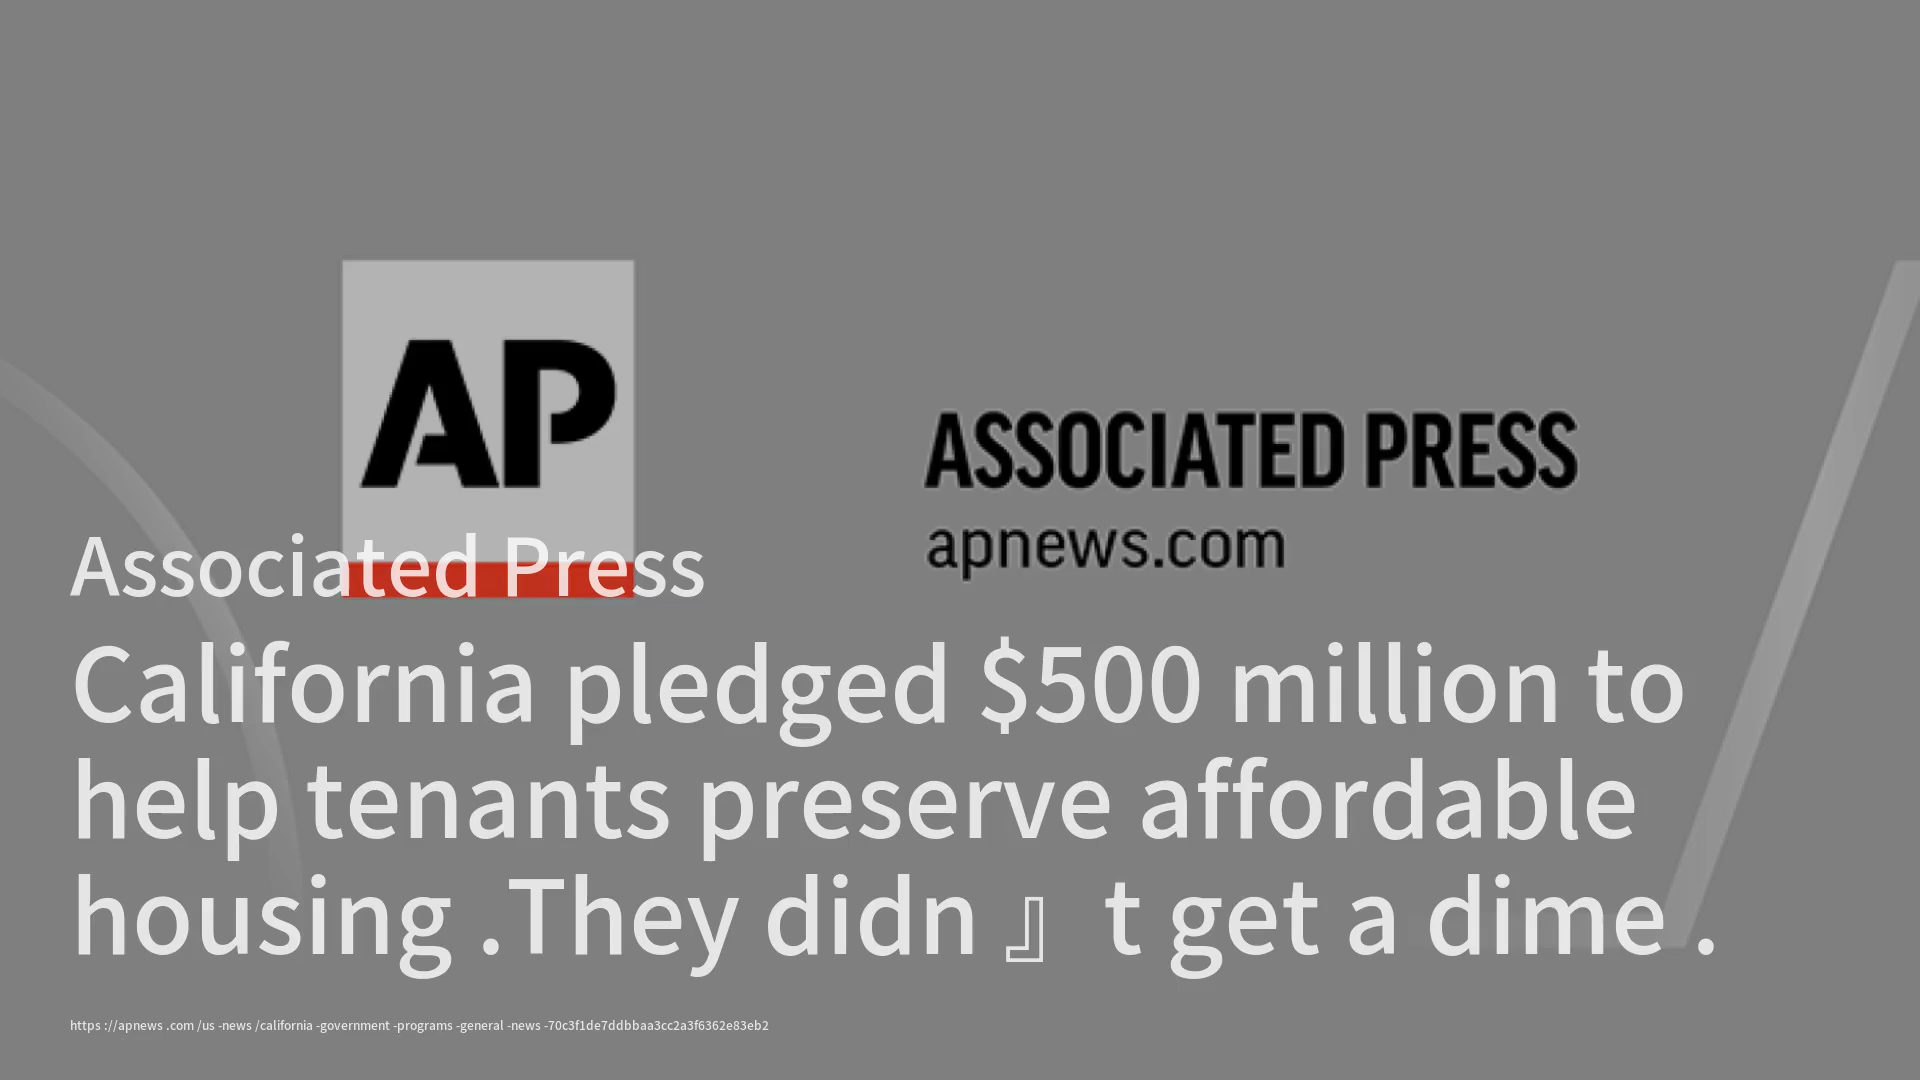 AP
ASSOCIATED PRESS
apnews.com
Associated Press
California pledged $500 million to
help tenants preserve affordable
housing .They didn 』 t get a dime .
https ://apnews .com /us -news /california -government -programs -general -news -70c3f1de7ddbbaa3cc2a3f6362e83eb2